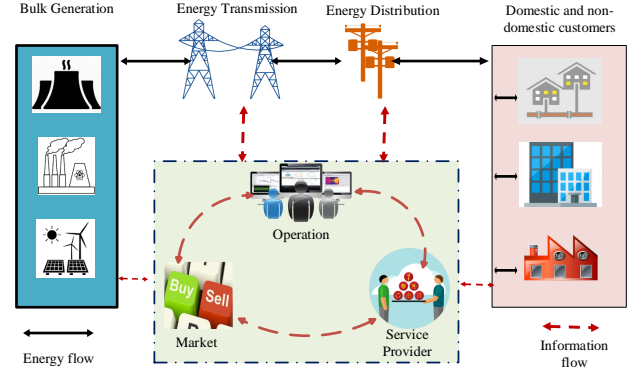 Bulk Generation
Energy Transmission
Energy Distribution
Domestic and non-
domestic customers
Operation
Buy
Sell
Market
Service
Provider
Energy flow
Information
flow